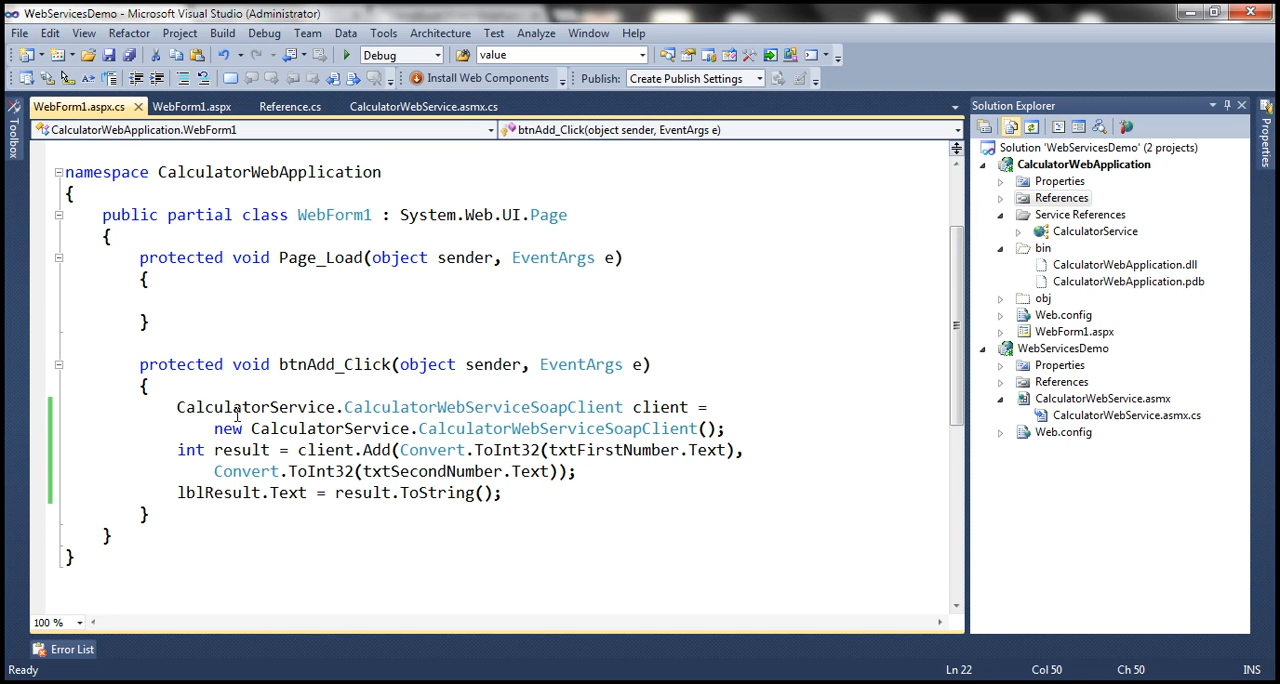 WebServicesDemo - Microsoft Visual Studio (Administrator)
File Edit View Refactor Project Build Debug Team Data Tools Architecture Test Analyze Window Help
Debug value
Install Web Components Publish: Create Publish Settings
WebForm1.aspx.cs WebForm1.aspx Reference.cs CalculatorWebService.asmx.cs
CalculatorWebApplication.WebForm1 btnAdd_Click(object sender, EventArgs e)
namespace CalculatorWebApplication
{
public partial class WebForm1 : System.Web.UI.Page
{
protected void Page_Load(object sender, EventArgs e)
{
}
protected void btnAdd_Click(object sender, EventArgs e)
{
CalculatorService.CalculatorWebServiceSoapClient client =
new CalculatorService.CalculatorWebServiceSoapClient();
int result = client.Add(Convert.ToInt32(txtFirstNumber.Text),
Convert.ToInt32(txtSecondNumber.Text));
lblResult.Text = result.ToString();
}
}
}
100 %
Toolbox
Solution Explorer
Solution 'WebServicesDemo' (2 projects)
CalculatorWebApplication
Properties
References
Service References
CalculatorService
bin
CalculatorWebApplication.dll
CalculatorWebApplication.pdb
obj
Web.config
WebForm1.aspx
WebServicesDemo
Properties
References
CalculatorWebService.asmx
CalculatorWebService.asmx.cs
Web.config
Properties
Error List
Ready Ln 22 Col 50 Ch 50 INS